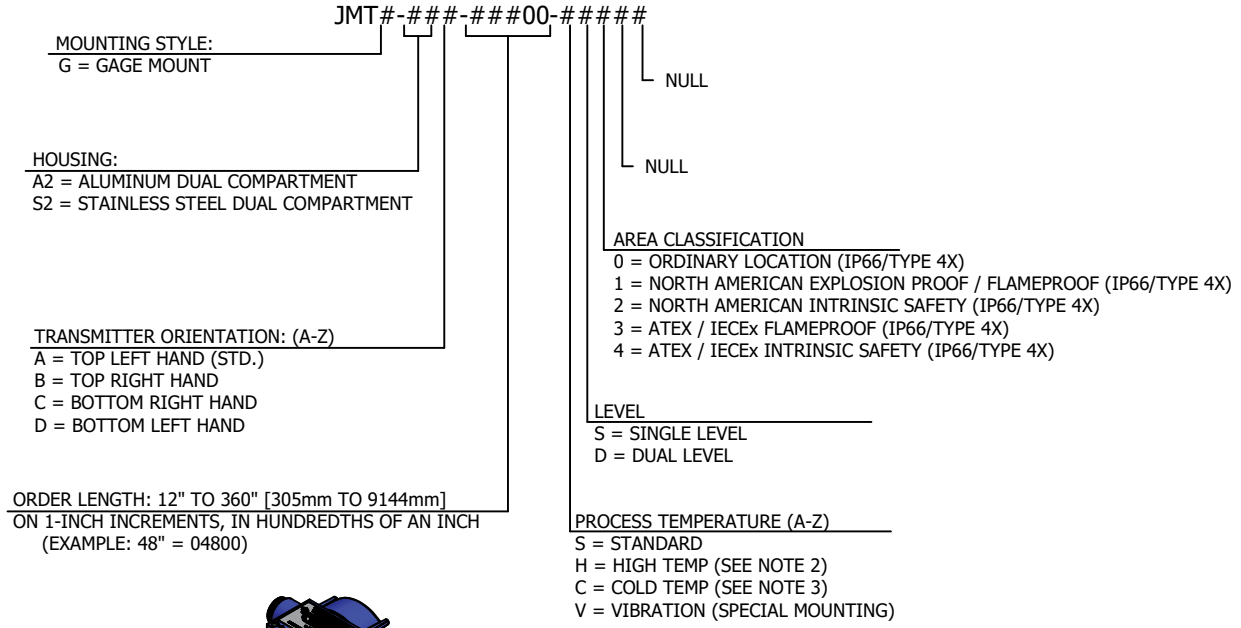 JMT#-###-###00-#####
MOUNTING STYLE:
G = GAGE MOUNT
NULL
HOUSING:
A2 = ALUMINUM DUAL COMPARTMENT
S2 = STAINLESS STEEL DUAL COMPARTMENT
NULL
AREA CLASSIFICATION
0 = ORDINARY LOCATION (IP66/TYPE 4X)
1 = NORTH AMERICAN EXPLOSION PROOF / FLAMEPROOF (IP66/TYPE 4X)
2 = NORTH AMERICAN INTRINSIC SAFETY (IP66/TYPE 4X)
3 = ATEX / IECEx FLAMEPROOF (IP66/TYPE 4X)
4 = ATEX / IECEx INTRINSIC SAFETY (IP66/TYPE 4X)
TRANSMITTER ORIENTATION: (A-Z)
A = TOP LEFT HAND (STD.)
B = TOP RIGHT HAND
C = BOTTOM RIGHT HAND
D = BOTTOM LEFT HAND
LEVEL
S = SINGLE LEVEL
D = DUAL LEVEL
ORDER LENGTH: 12" TO 360" [305mm TO 9144mm]
ON 1-INCH INCREMENTS, IN HUNDREDTHS OF AN INCH
(EXAMPLE: 48" = 04800)
PROCESS TEMPERATURE (A-Z)
S = STANDARD
H = HIGH TEMP (SEE NOTE 2)
C = COLD TEMP (SEE NOTE 3)
V = VIBRATION (SPECIAL MOUNTING)